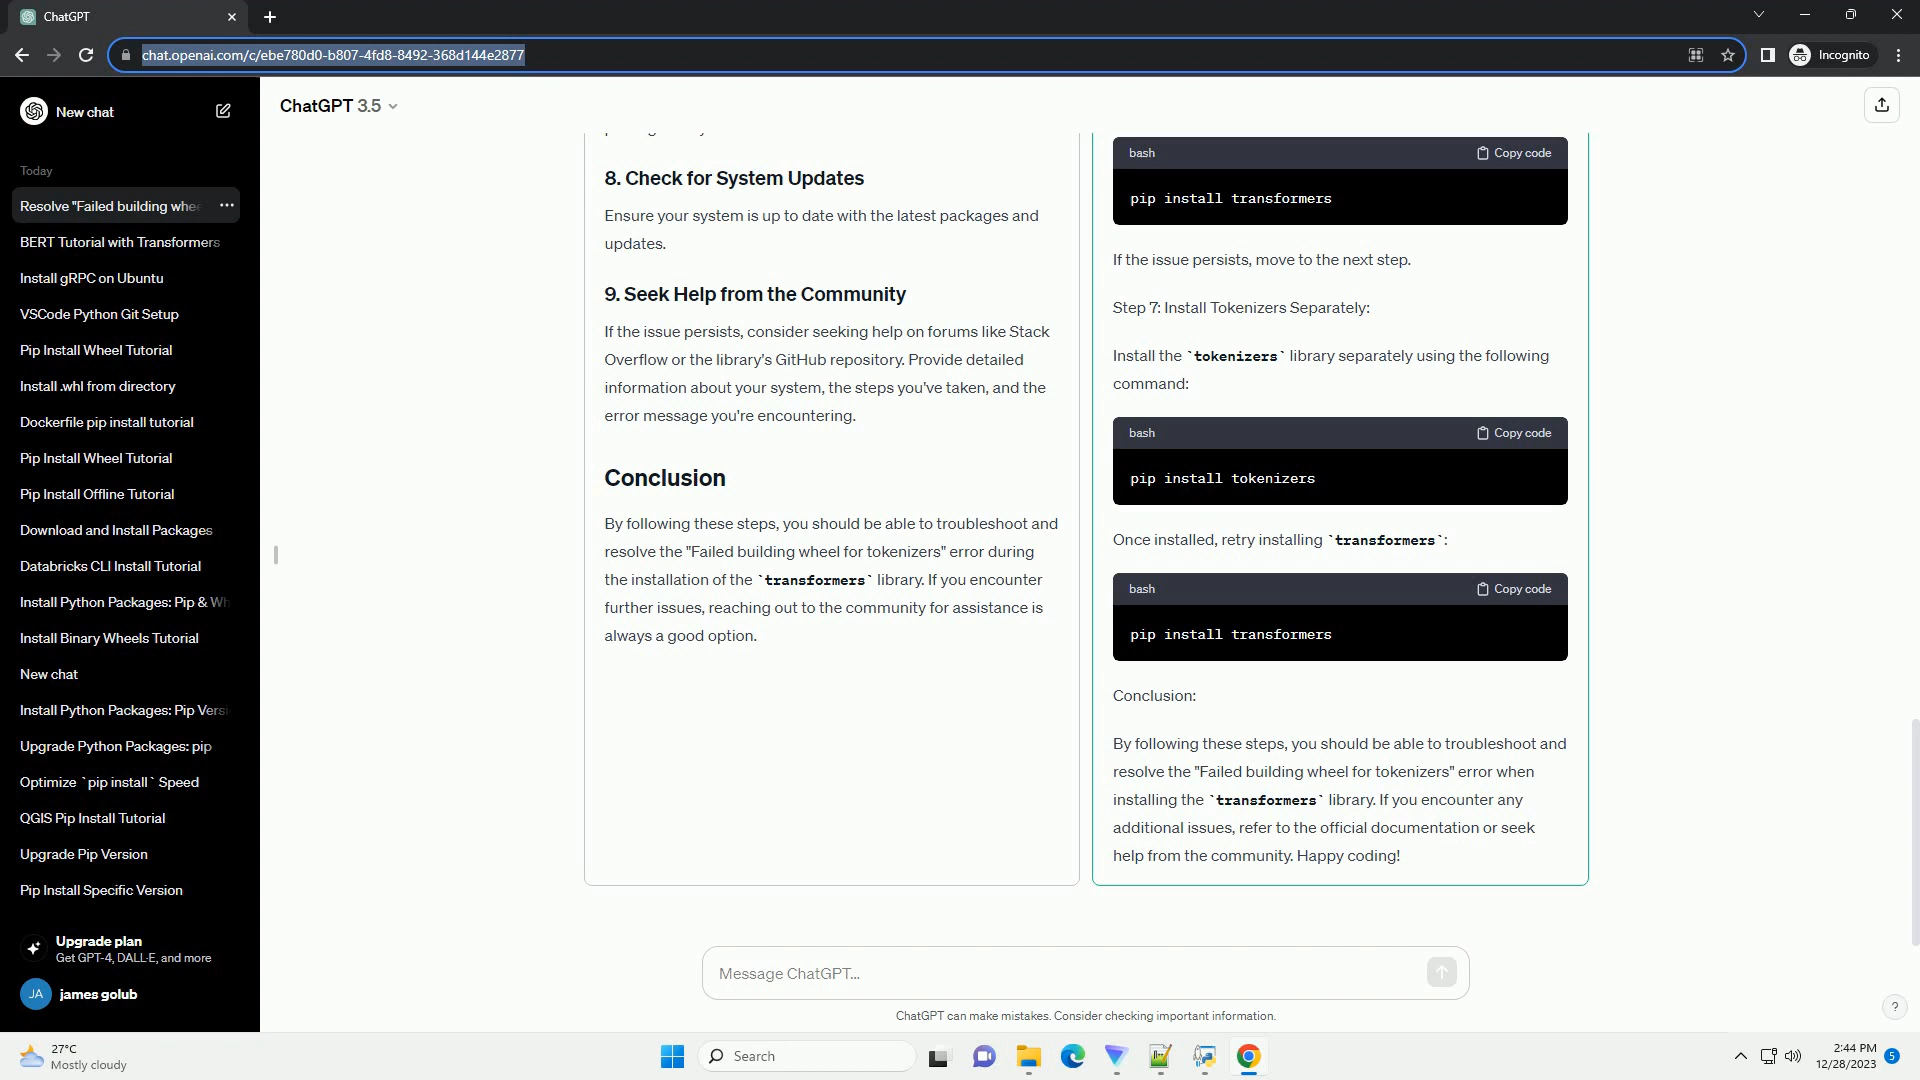 ChatGPT
chat.openai.com/c/ebe780d0-b807-4fd8-8492-368d144e2877
Incognito
New chat
ChatGPT 3.5
Today
Resolve "Failed building whee
BERT Tutorial with Transformers
Install gRPC on Ubuntu
VSCode Python Git Setup
Pip Install Wheel Tutorial
Install .whl from directory
Dockerfile pip install tutorial
Pip Install Wheel Tutorial
Pip Install Offline Tutorial
Download and Install Packages
Databricks CLI Install Tutorial
Install Python Packages: Pip & Wh
Install Binary Wheels Tutorial
New chat
Install Python Packages: Pip Versi
Upgrade Python Packages: pip
Optimize `pip install` Speed
QGIS Pip Install Tutorial
Upgrade Pip Version
Pip Install Specific Version
Upgrade plan
Get GPT-4, DALL·E, and more
JA
james golub
8. Check for System Updates
Ensure your system is up to date with the latest packages and
updates.
9. Seek Help from the Community
If the issue persists, consider seeking help on forums like Stack
Overflow or the library's GitHub repository. Provide detailed
information about your system, the steps you've taken, and the
error message you're encountering.
Conclusion
By following these steps, you should be able to troubleshoot and
resolve the "Failed building wheel for tokenizers" error during
the installation of the `transformers` library. If you encounter
further issues, reaching out to the community for assistance is
always a good option.
bash
Copy code
pip install transformers
If the issue persists, move to the next step.
Step 7: Install Tokenizers Separately:
Install the `tokenizers` library separately using the following
command:
bash
Copy code
pip install tokenizers
Once installed, retry installing `transformers`:
bash
Copy code
pip install transformers
Conclusion:
By following these steps, you should be able to troubleshoot and
resolve the "Failed building wheel for tokenizers" error when
installing the `transformers` library. If you encounter any
additional issues, refer to the official documentation or seek
help from the community. Happy coding!
Message ChatGPT...
ChatGPT can make mistakes. Consider checking important information.
?
27°C
Mostly cloudy
Search
2:44 PM
12/28/2023
5